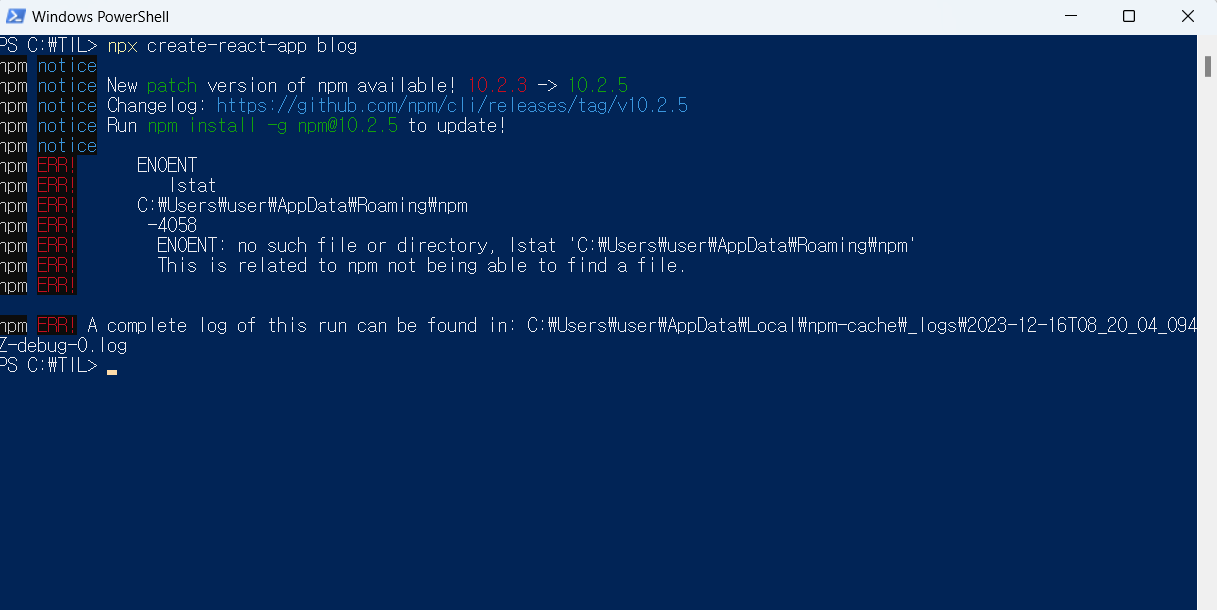 Windows PowerShell
PS C:₩TIL> npx create-react-app blog
npm notice
npm notice New patch version of npm available! 10.2.3 -> 10.2.5
npm notice Changelog: https://github.com/npm/cli/releases/tag/v10.2.5
npm notice Run npm install -g npm@10.2.5 to update!
npm notice
npm ERR! ENOENT
npm ERR! lstat
npm ERR! C:₩Users₩user₩AppData₩Roaming₩npm
npm ERR! -4058
npm ERR! ENOENT: no such file or directory, lstat 'C:₩Users₩user₩AppData₩Roaming₩npm'
npm ERR! This is related to npm not being able to find a file.
npm ERR!
npm ERR! A complete log of this run can be found in: C:₩Users₩user₩AppData₩Local₩npm-cache₩_logs₩2023-12-16T08_20_04_094
Z-debug-0.log
PS C:₩TIL>